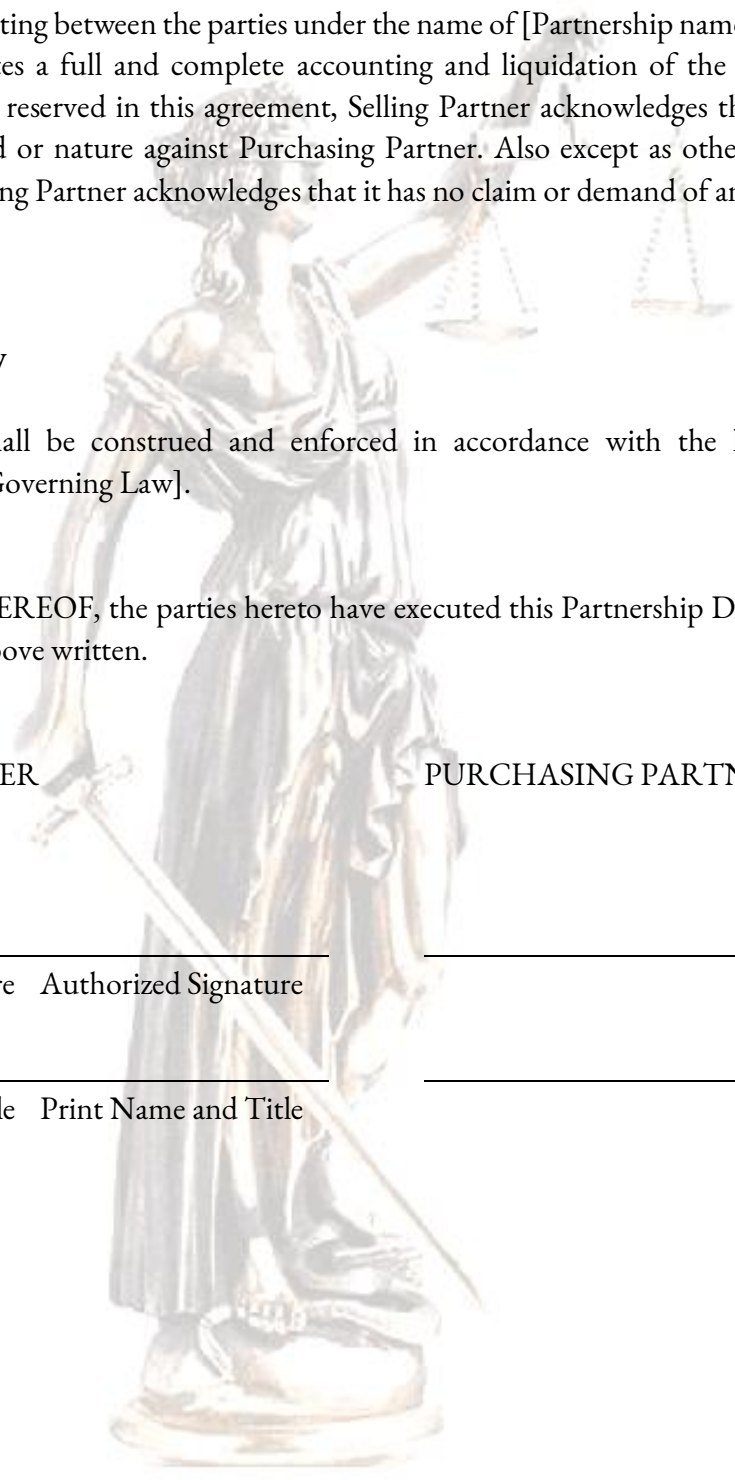 ting between the parties under the name of [Partnership name
es a full and complete accounting and liquidation of the
reserved in this agreement, Selling Partner acknowledges th
d or nature against Purchasing Partner. Also except as othe
ng Partner acknowledges that it has no claim or demand of an
y
all be construed and enforced in accordance with the
Governing Law].
EREOF, the parties hereto have executed this Partnership D
ove written.
ER PURCHASING PARTN
re Authorized Signature
le Print Name and Title